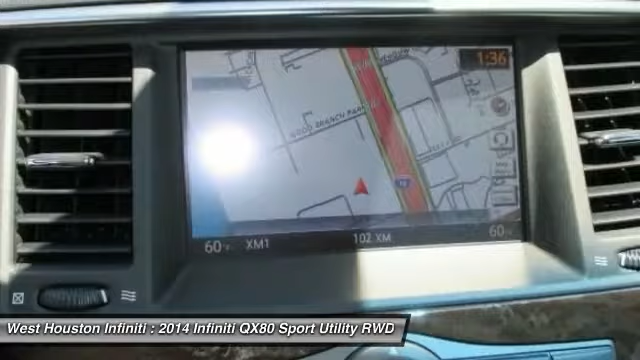 1:36
60°F XM1 102 XM 60°F
West Houston Infiniti : 2014 Infiniti QX80 Sport Utility RWD